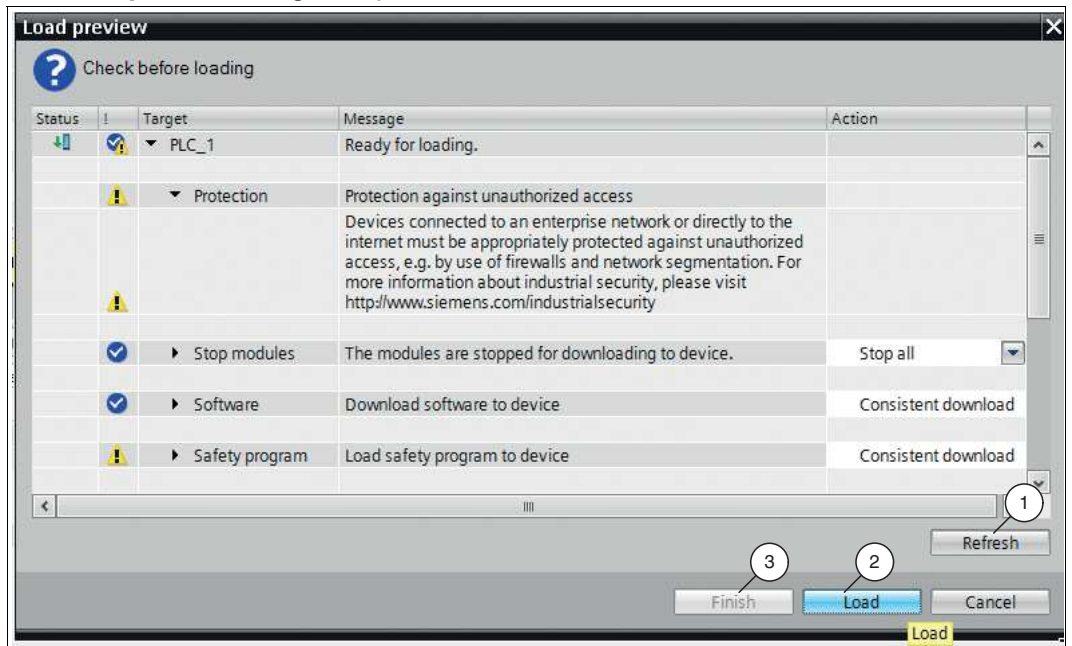 Load preview
Check before loading
Status ! Target Message Action
PLC_1 Ready for loading.
Protection Protection against unauthorized access
Devices connected to an enterprise network or directly to the
internet must be appropriately protected against unauthorized
access, e.g. by use of firewalls and network segmentation. For
more information about industrial security, please visit
http://www.siemens.com/industrialsecurity
Stop modules The modules are stopped for downloading to device. Stop all
Software Download software to device Consistent download
Safety program Load safety program to device Consistent download
1
Refresh
3 2
Finish Load Cancel
Load